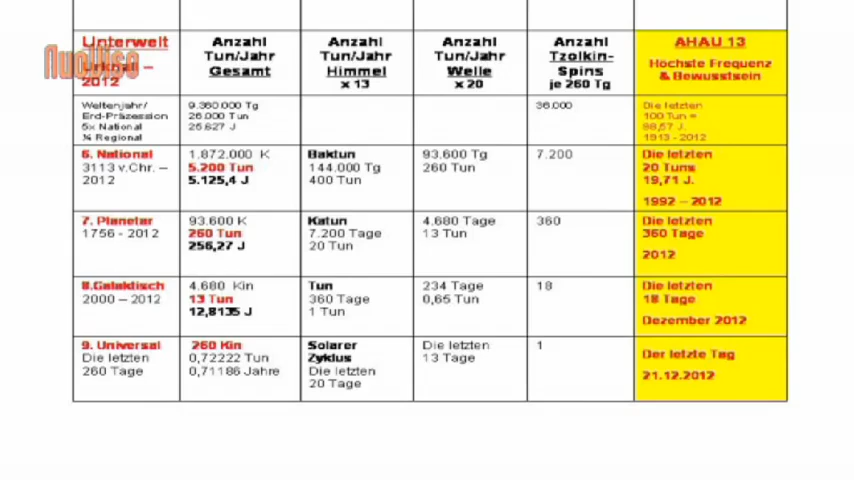 NuoViso
Unterwelt
Urknall –
2012
Anzahl
Tun/Jahr
Gesamt
Anzahl
Tun/Jahr
Himmel
x 13
Anzahl
Tun/Jahr
Welle
x 20
Anzahl
Tzolkin-
Spins
je 260 Tg
AHAU 13
Höchste Frequenz
& Bewusstsein
Weltenjahr/
Erd-Präzession
5x National
¼ Regional
9.360.000 Tg
26.000 Tun
25.627 J
36.000
Die letzten
100 Tun =
98,57 J.
1913 - 2012
6. National
3113 v.Chr. –
2012
1,872.000 K
5.200 Tun
5.125,4 J
Baktun
144.000 Tg
400 Tun
93.600 Tg
260 Tun
7.200
Die letzten
20 Tuns
19,71 J.
1992 – 2012
7. Planetar
1756 - 2012
93.600 K
260 Tun
256,27 J
Katun
7.200 Tage
20 Tun
4.680 Tage
13 Tun
360
Die letzten
360 Tage
2012
8.Galaktisch
2000 – 2012
4.680 Kin
13 Tun
12,8135 J
Tun
360 Tage
1 Tun
234 Tage
0,65 Tun
18
Die letzten
18 Tage
Dezember 2012
9. Universal
Die letzten
260 Tage
260 Kin
0,72222 Tun
0,71186 Jahre
Solarer
Zyklus
Die letzten
20 Tage
Die letzten
13 Tage
1
Der letzte Tag
21.12.2012